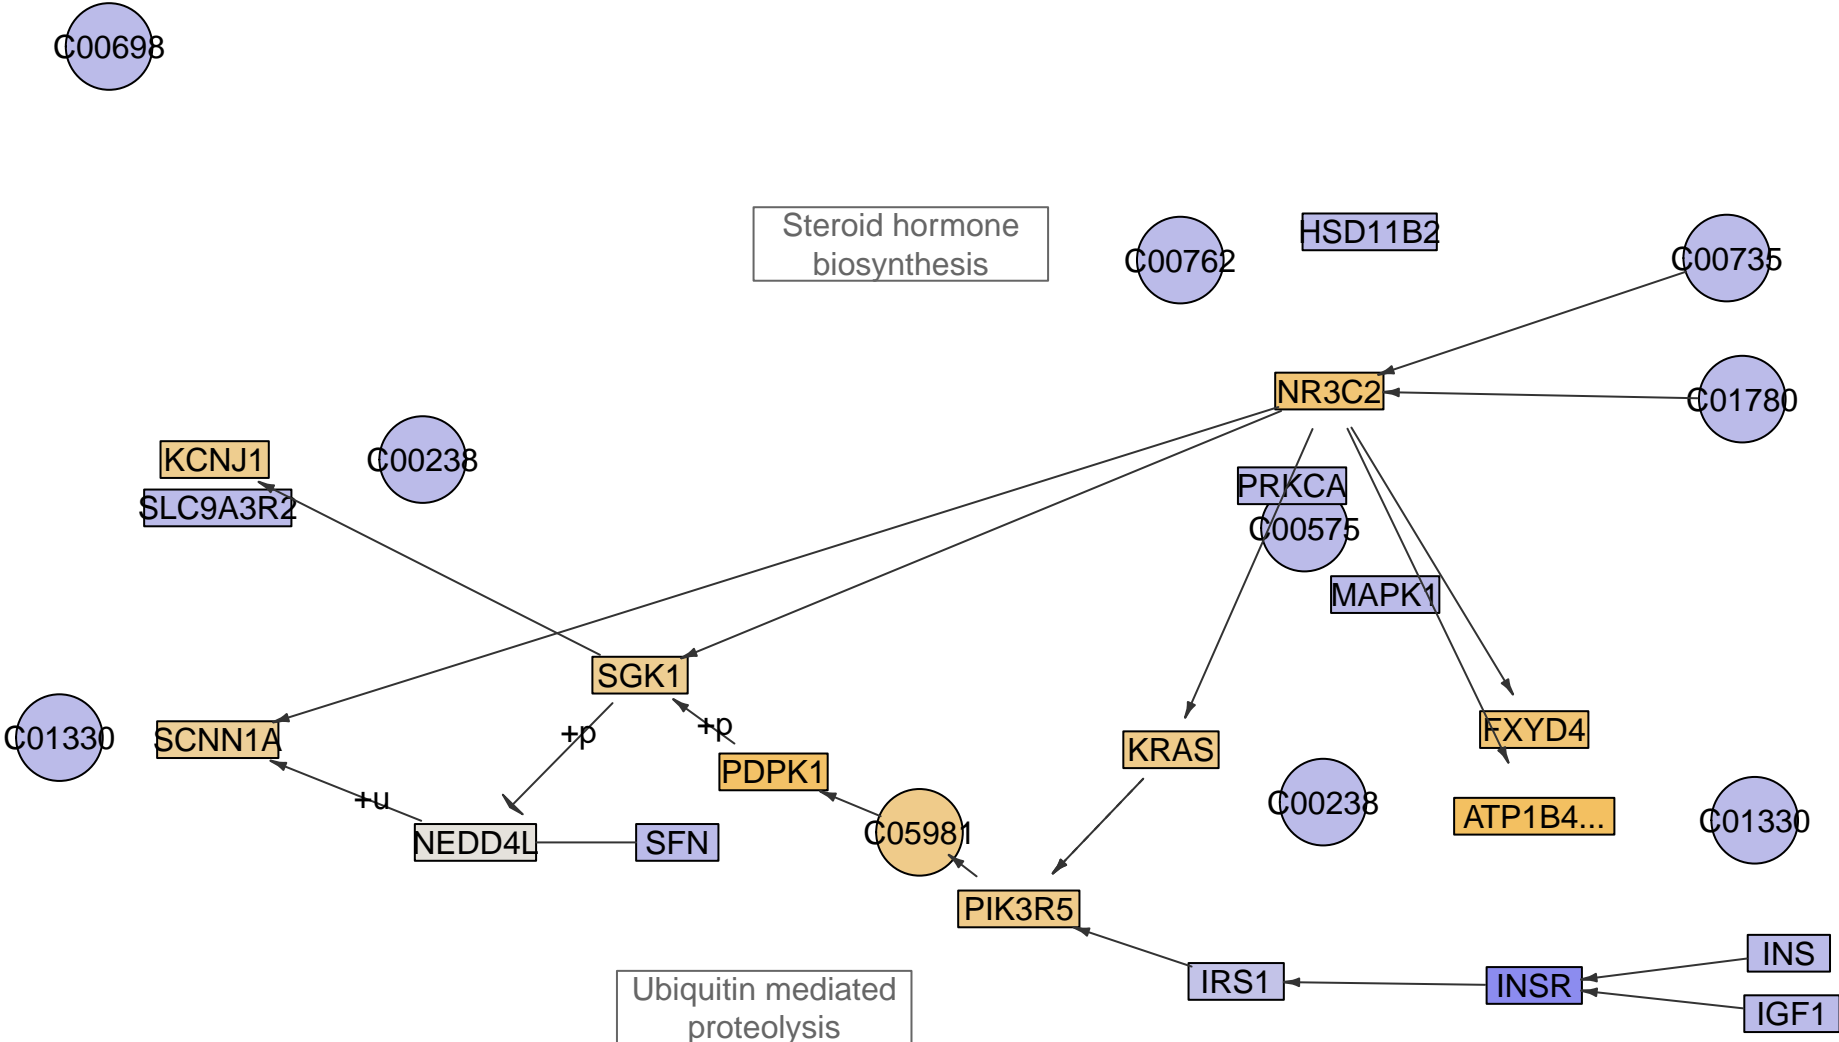 C00698
Steroid hormone
biosynthesis
C00762
HSD11B2
C00735
NR3C2
C01780
KCNJ1
C00238
SLC9A3R2
PRKCA
C00575
MAPK1
SGK1
C01330
SCNN1A
+p
+p
KRAS
FXYD4
PDPK1
+u
C00238
ATP1B4...
C01330
NEDD4L
SFN
C05981
PIK3R5
INS
IRS1
INSR
IGF1
Ubiquitin mediated
proteolysis